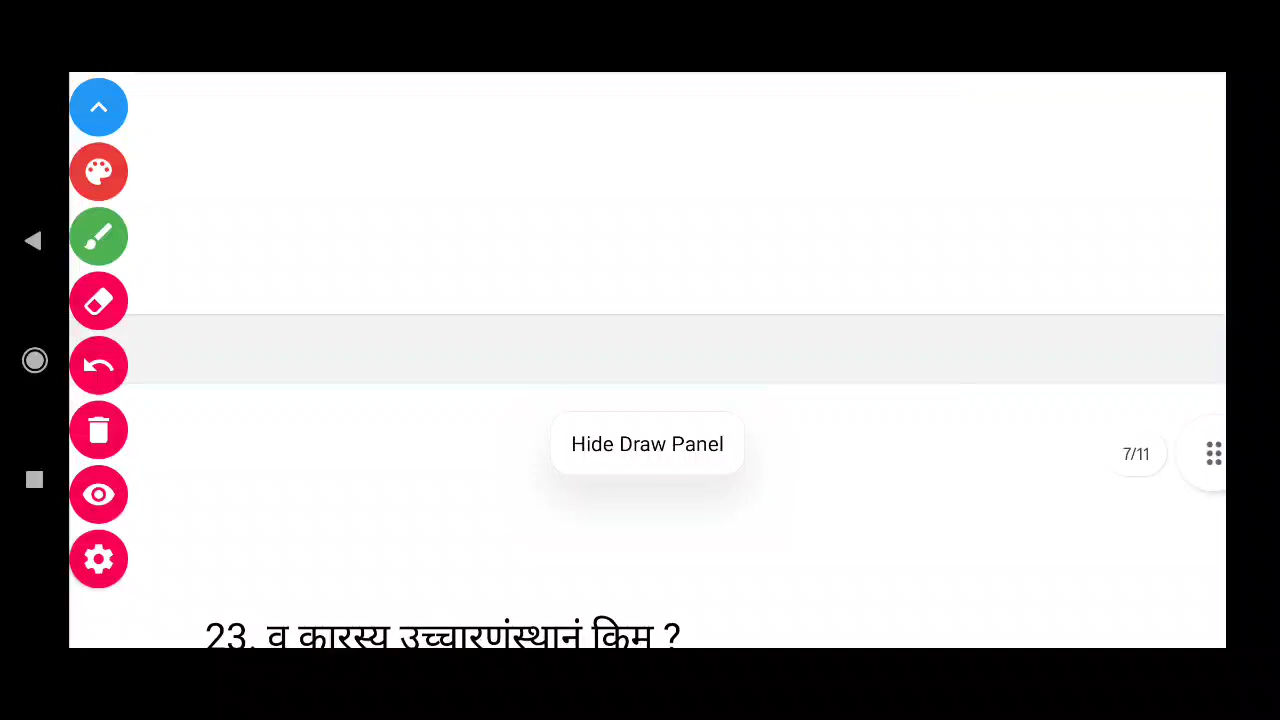 Hide Draw Panel
7/11
23. व कारस्य उच्चारणंस्थानं किम ?